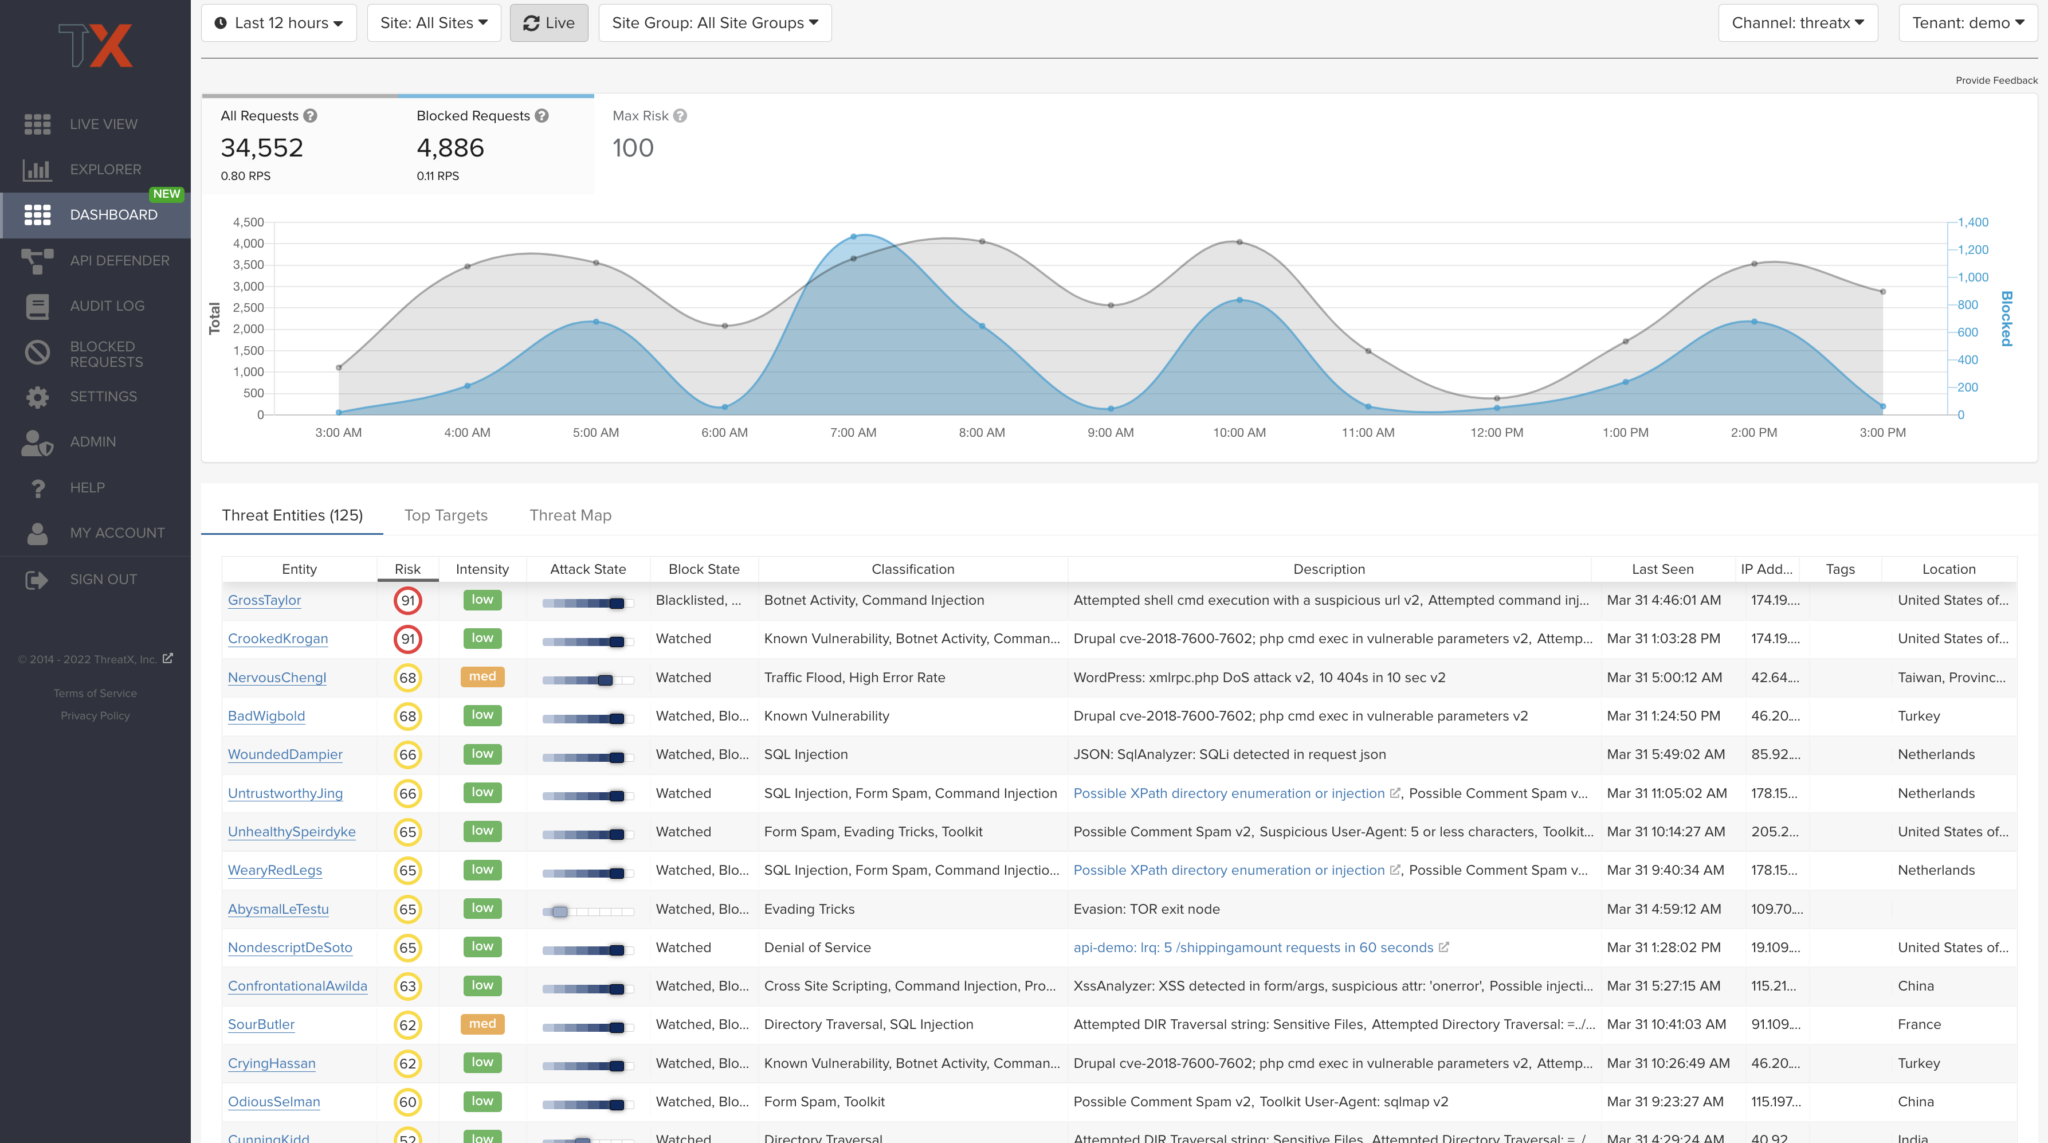 TX
Last 12 hours
Site: All Sites
Live
Site Group: All Site Groups
Channel: threatx
Tenant: demo
Provide Feedback
LIVE VIEW
EXPLORER
NEW
DASHBOARD
API DEFENDER
AUDIT LOG
BLOCKED
REQUESTS
SETTINGS
ADMIN
HELP
MY ACCOUNT
SIGN OUT
© 2014 - 2022 ThreatX, Inc.
Terms of Service
Privacy Policy
All Requests
34,552
0.80 RPS
Blocked Requests
4,886
0.11 RPS
Max Risk
100
Total
4,500
4,000
3,500
3,000
2,500
2,000
1,500
1,000
500
0
1,400
1,200
1,000
800
600
400
200
0
Blocked
3:00 AM 4:00 AM 5:00 AM 6:00 AM 7:00 AM 8:00 AM 9:00 AM 10:00 AM 11:00 AM 12:00 PM 1:00 PM 2:00 PM 3:00 PM
Threat Entities (125) Top Targets Threat Map
Entity Risk Intensity Attack State Block State Classification Description Last Seen IP Add... Tags Location
GrossTaylor 91 low Blacklisted, ... Botnet Activity, Command Injection Attempted shell cmd execution with a suspicious url v2, Attempted command inj... Mar 31 4:46:01 AM 174.19.... United States of...
CrookedKrogan 91 low Watched Known Vulnerability, Botnet Activity, Comman... Drupal cve-2018-7600-7602; php cmd exec in vulnerable parameters v2, Attemp... Mar 31 1:03:28 PM 174.19.... United States of...
NervousChengI 68 med Watched Traffic Flood, High Error Rate WordPress: xmlrpc.php DoS attack v2, 10 404s in 10 sec v2 Mar 31 5:00:12 AM 42.64.... Taiwan, Provinc...
BadWigbold 68 low Watched, Blo... Known Vulnerability Drupal cve-2018-7600-7602; php cmd exec in vulnerable parameters v2 Mar 31 1:24:50 PM 46.20.... Turkey
WoundedDampier 66 low Watched, Blo... SQL Injection JSON: SqlAnalyzer: SQLi detected in request json Mar 31 5:49:02 AM 85.92.... Netherlands
UntrustworthyJing 66 low Watched SQL Injection, Form Spam, Command Injection Possible XPath directory enumeration or injection , Possible Comment Spam v... Mar 31 11:05:02 AM 178.15... Netherlands
UnhealthySpeirdyke 65 low Watched Form Spam, Evading Tricks, Toolkit Possible Comment Spam v2, Suspicious User-Agent: 5 or less characters, Toolkit... Mar 31 10:14:27 AM 205.2... United States of...
WearyRedLegs 65 low Watched, Blo... SQL Injection, Form Spam, Command Injectio... Possible XPath directory enumeration or injection , Possible Comment Spam v... Mar 31 9:40:34 AM 178.15... Netherlands
AbysmalLeTestu 65 low Watched, Blo... Evading Tricks Evasion: TOR exit node Mar 31 4:59:12 AM 109.70....
NondescriptDeSoto 65 low Watched Denial of Service api-demo: lrq: 5 /shippingamount requests in 60 seconds Mar 31 1:28:02 PM 19.109.... United States of...
ConfrontationalAwilda 63 low Watched, Blo... Cross Site Scripting, Command Injection, Pro... XssAnalyzer: XSS detected in form/args, suspicious attr: 'onerror', Possible injecti... Mar 31 5:27:15 AM 115.21... China
SourButler 62 med Watched, Blo... Directory Traversal, SQL Injection Attempted DIR Traversal string: Sensitive Files, Attempted Directory Traversal: =../... Mar 31 10:41:03 AM 91.109.... France
CryingHassan 62 low Watched, Blo... Known Vulnerability, Botnet Activity, Comman... Drupal cve-2018-7600-7602; php cmd exec in vulnerable parameters v2, Attemp... Mar 31 10:26:49 AM 46.20.... Turkey
OdiousSelman 60 low Watched, Blo... Form Spam, Toolkit Possible Comment Spam v2, Toolkit User-Agent: sqlmap v2 Mar 31 9:23:27 AM 115.197... China
CunningKidd 52 low Watched Directory Traversal Attempted DIR Traversal string: Sensitive Files, Attempted Directory Traversal: =../... Mar 31 4:29:24 AM 40.92.... India